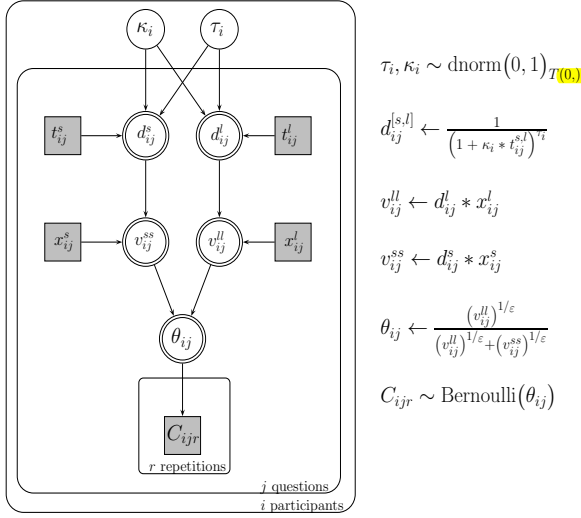 κ_i τ_i
t^s_{ij} d^s_{ij} d^l_{ij} t^l_{ij}
x^s_{ij} v^{ss}_{ij} v^{ll}_{ij} x^l_{ij}
θ_{ij}
C_{ijr}
r repetitions
j questions
i participants
τ_i, κ_i ∼ dnorm(0, 1)_{T(0,)}
d^{[s,l]}_{ij} ← \frac{1}{(1 + κ_i * t^{s,l}_{ij})^{τ_i}}
v^{ll}_{ij} ← d^l_{ij} * x^l_{ij}
v^{ss}_{ij} ← d^s_{ij} * x^s_{ij}
θ_{ij} ← \frac{(v^{ll}_{ij})^{1/ε}}{(v^{ll}_{ij})^{1/ε} + (v^{ss}_{ij})^{1/ε}}
C_{ijr} ∼ Bernoulli(θ_{ij})